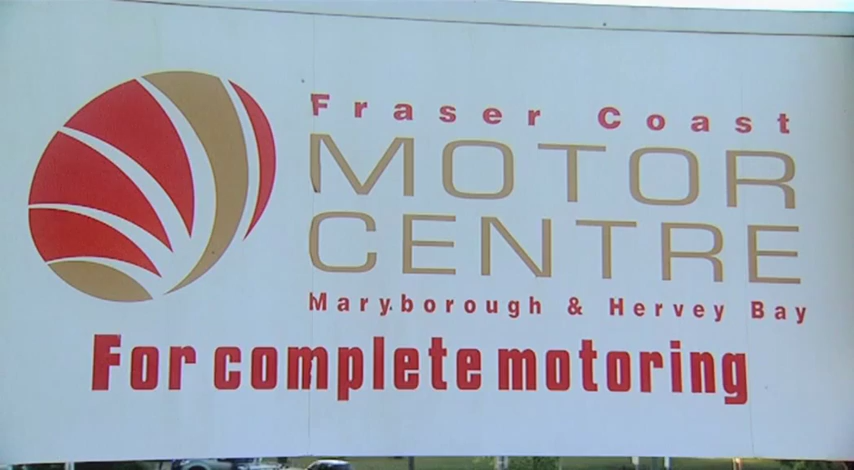 Fraser Coast
MOTOR
CENTRE
Maryborough & Hervey Bay
For complete motoring